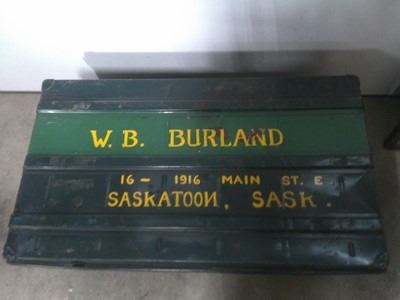 W. B. BURLAND
16 - 1916 MAIN ST. E.
SASKATOON, SASK.